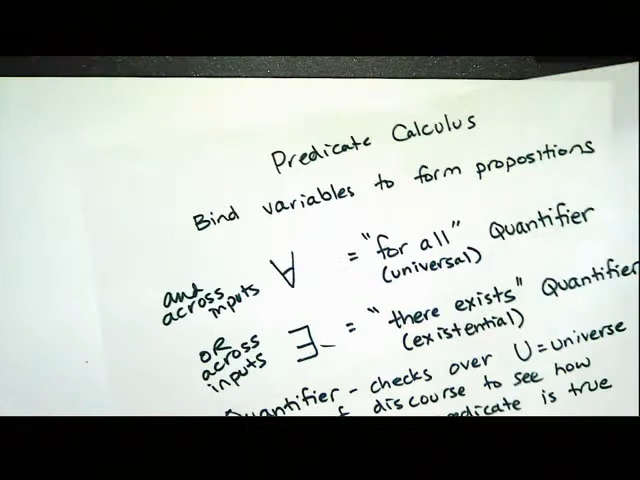 Predicate Calculus
Bind variables to form propositions
and across inputs ∀ = "for all" Quantifier
(universal)
OR across inputs ∃ = "there exists" Quantifier
(existential)
Quantifier - checks over U = universe
discourse to see how
is true